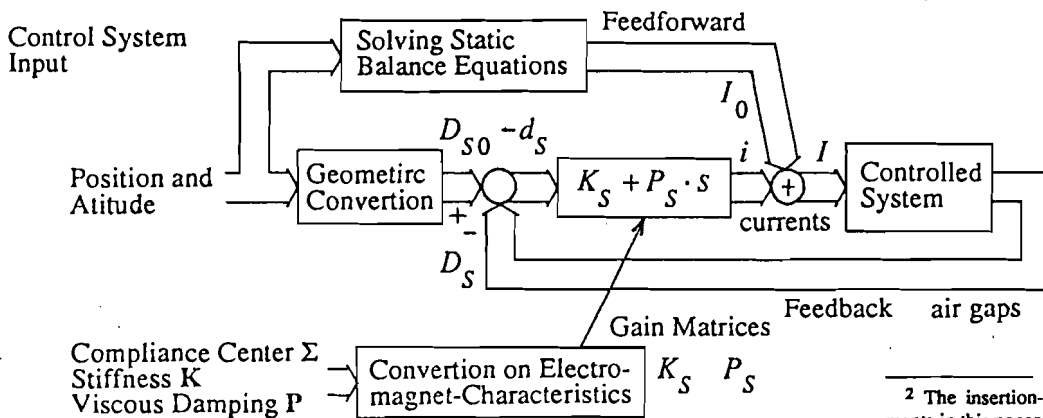 Feedforward
Control System
Input
Solving Static
Balance Equations
I0
DS0 -dS
Position and
Atitude
Geometirc
Convertion
+
-
KS + PS · s
i
+
I
currents
Controlled
System
DS
Feedback air gaps
Gain Matrices
KS PS
Compliance Center Σ
Stiffness K
Viscous Damping P
Convertion on Electro-
magnet-Characteristics
2 The insertion-